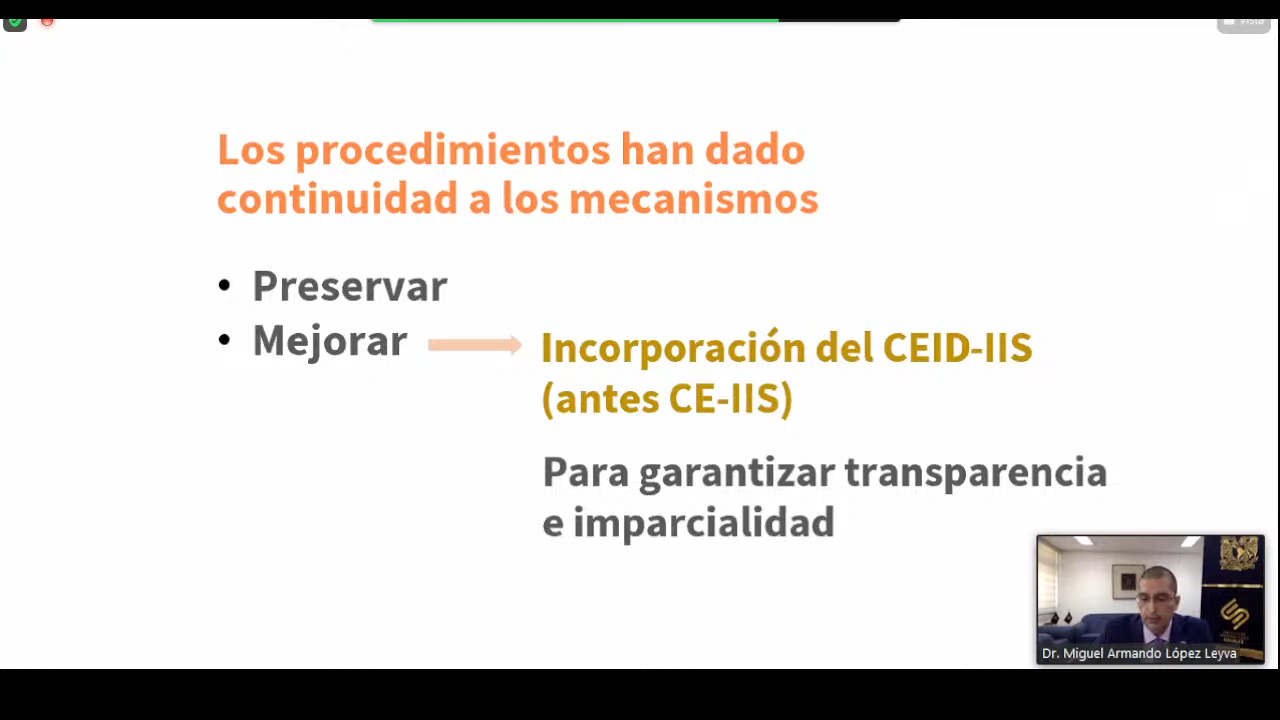 Vista
Los procedimientos han dado
continuidad a los mecanismos
• Preservar
• Mejorar
Incorporación del CEID-IIS
(antes CE-IIS)
Para garantizar transparencia
e imparcialidad
Dr. Miguel Armando López Leyva